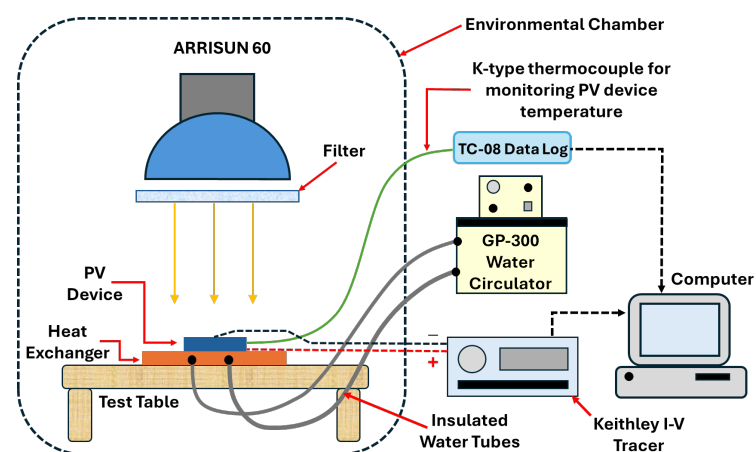 Environmental Chamber
ARRISUN 60
K-type thermocouple for
monitoring PV device
temperature
Filter
TC-08 Data Log
GP-300
Water
Circulator
PV
Device
Computer
Heat
Exchanger
–
+
Test Table
Insulated
Water Tubes
Keithley I-V
Tracer